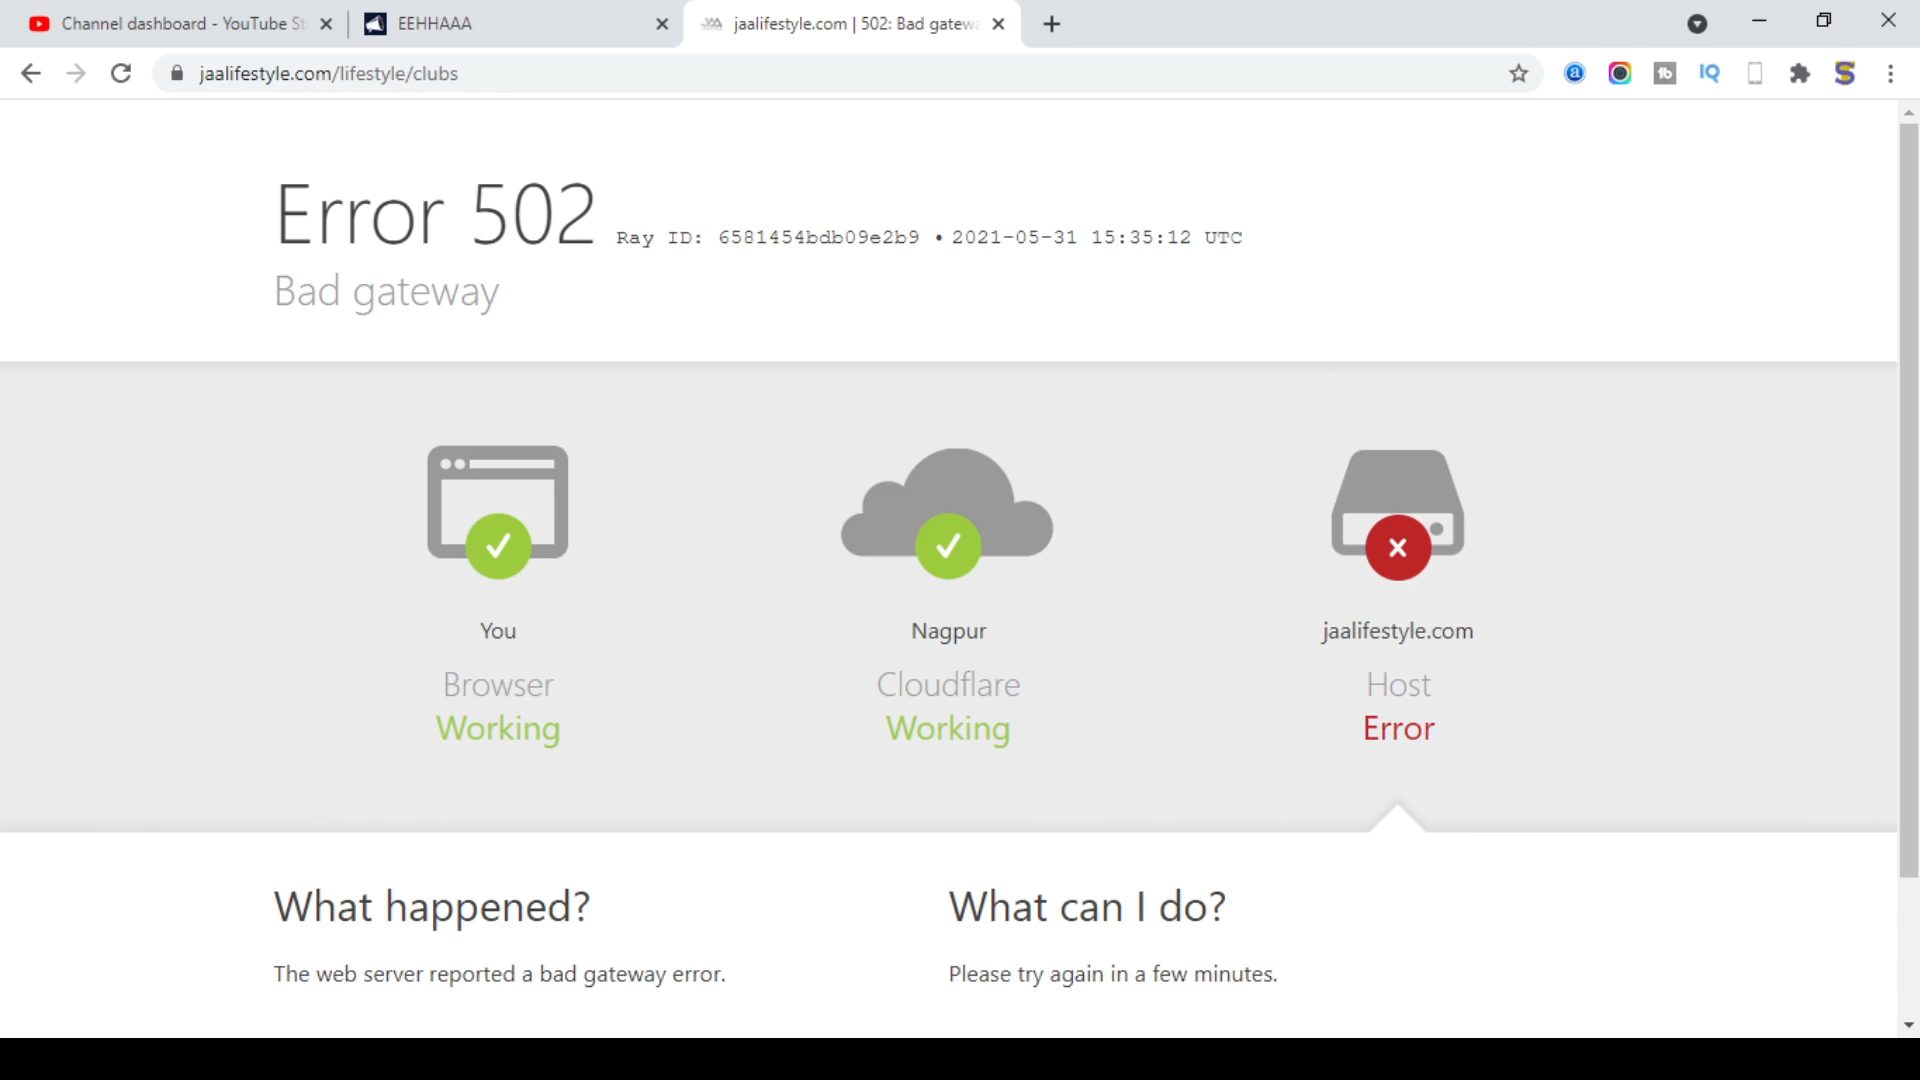 Channel dashboard - YouTube St
EEHHAAA
jaalifestyle.com | 502: Bad gatewa
jaalifestyle.com/lifestyle/clubs
Error 502 Ray ID: 6581454bdb09e2b9 • 2021-05-31 15:35:12 UTC
Bad gateway
You
Browser
Working
Nagpur
Cloudflare
Working
jaalifestyle.com
Host
Error
What happened?
The web server reported a bad gateway error.
What can I do?
Please try again in a few minutes.